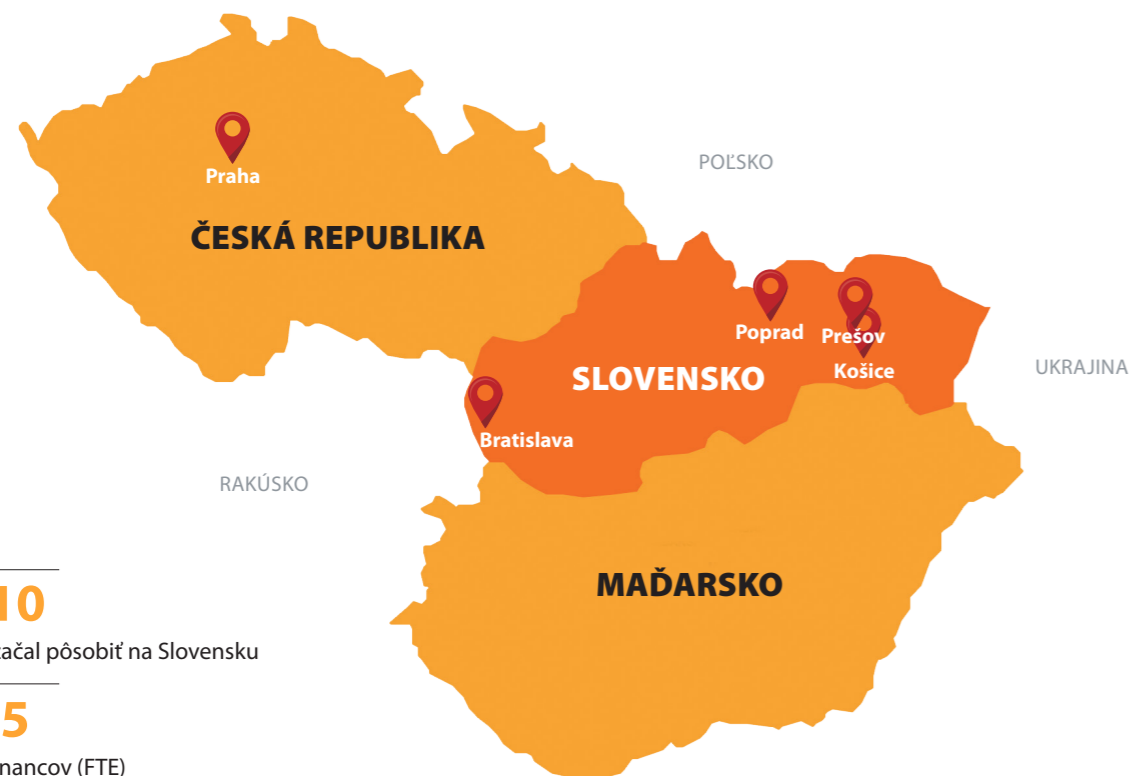 POĽSKO
Praha
ČESKÁ REPUBLIKA
Poprad
Prešov
SLOVENSKO
Košice
UKRAJINA
Bratislava
RAKÚSKO
MAĎARSKO
10
ačal pôsobiť na Slovensku
5
nancov (FTE)